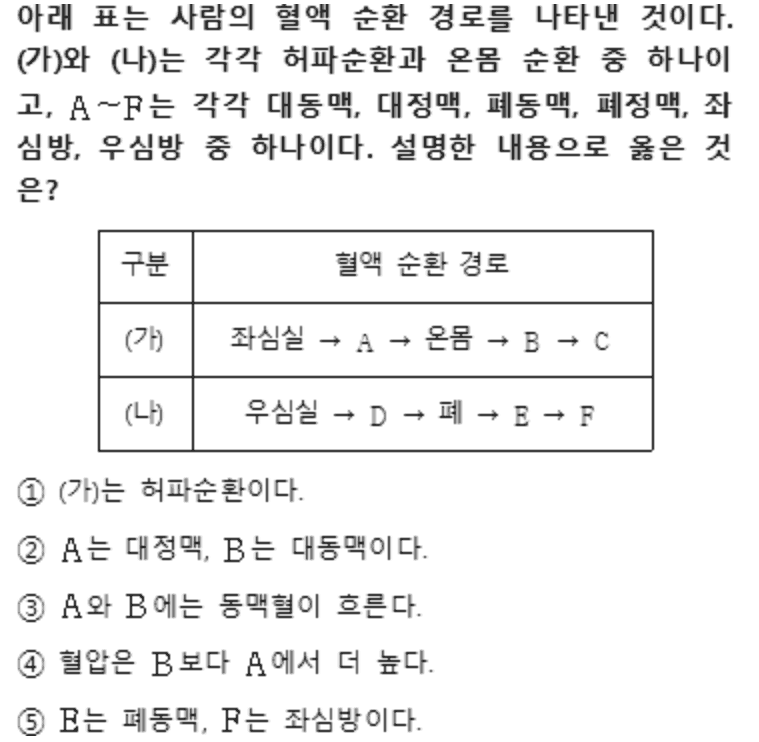 아래 표는 사람의 혈액 순환 경로를 나타낸 것이다.
(가)와 (나)는 각각 허파순환과 온몸 순환 중 하나이
고, A~F는 각각 대동맥, 대정맥, 폐동맥, 폐정맥, 좌
심방, 우심방 중 하나이다. 설명한 내용으로 옳은 것
은?
구분 혈액 순환 경로
(가) 좌심실 → A → 온몸 → B → C
(나) 우심실 → D → 폐 → E → F
① (가)는 허파순환이다.
② A는 대정맥, B는 대동맥이다.
③ A와 B에는 동맥혈이 흐른다.
④ 혈압은 B보다 A에서 더 높다.
⑤ E는 폐동맥, F는 좌심방이다.